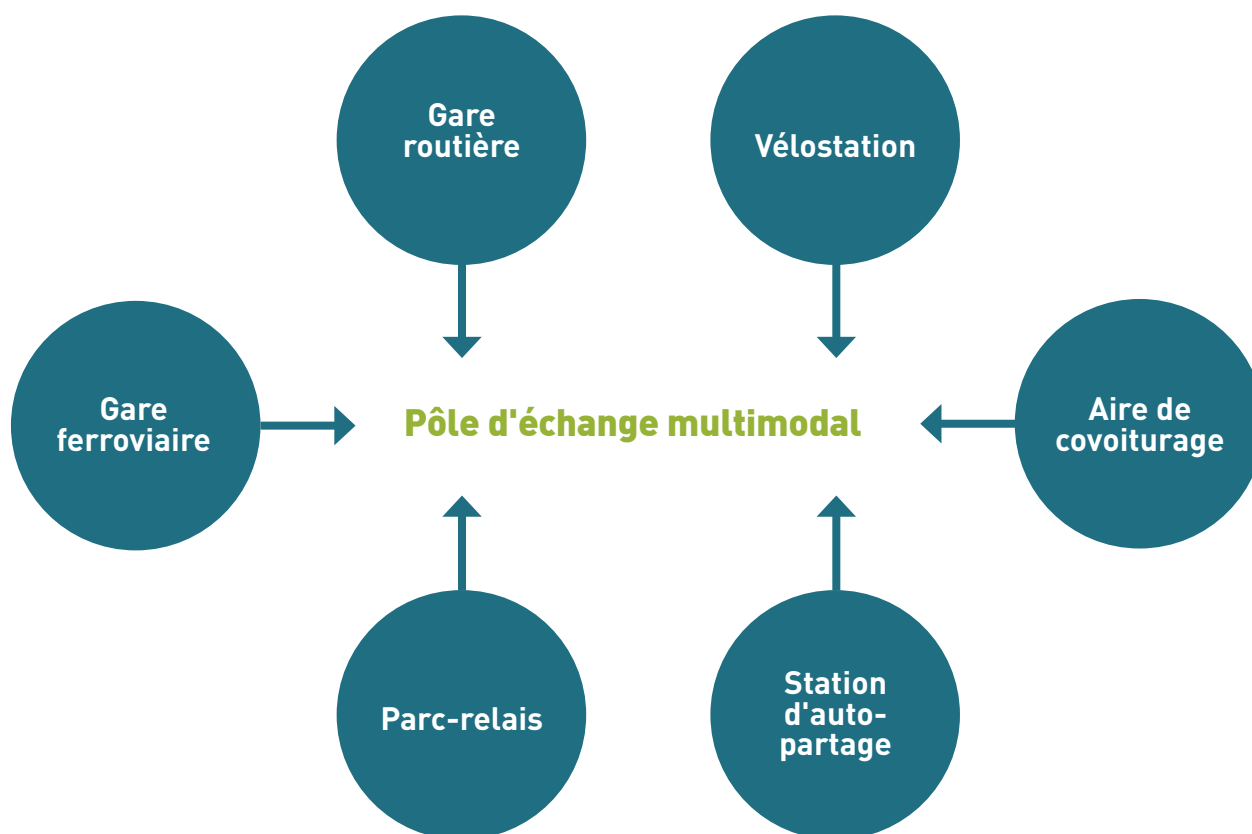 Gare
routière
Vélostation
Gare
ferroviaire
Pôle d'échange multimodal
Aire de
covoiturage
Parc-relais
Station
d'auto-
partage